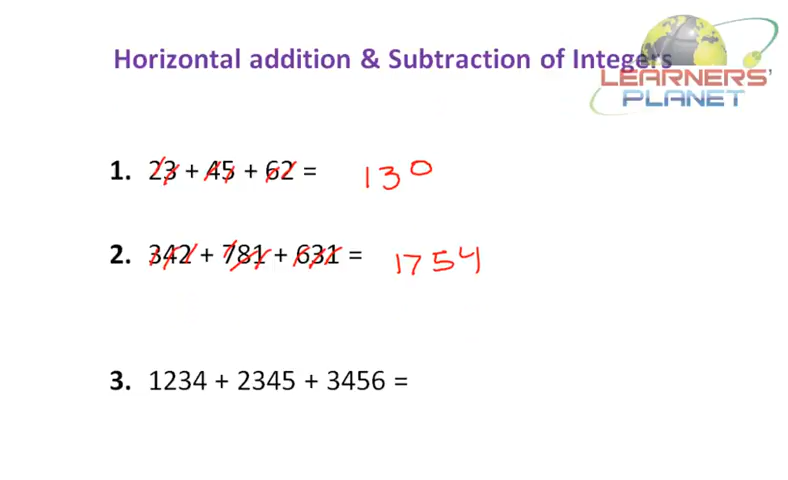 Horizontal addition & Subtraction of Integers
LEARNERS'
PLANET
1. 23 + 45 + 62 = 130
2. 342 + 781 + 631 = 1754
3. 1234 + 2345 + 3456 =